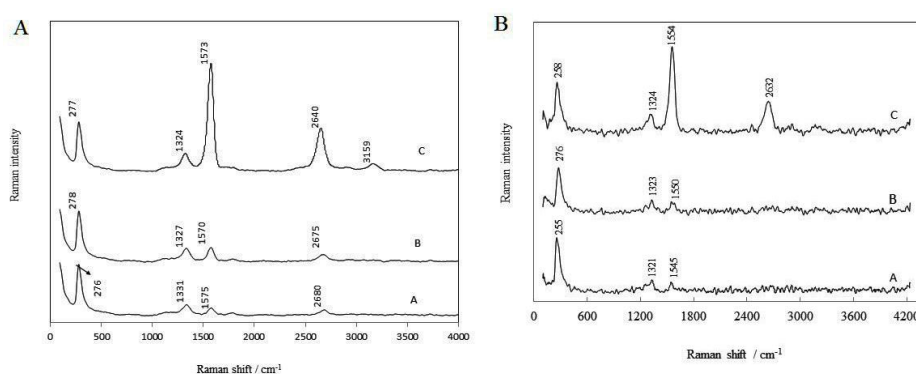 A
277
1324
1573
2640
3159
C
278
1327
1570
2675
B
276
1331
1575
2680
A
Raman intensity
0 500 1000 1500 2000 2500 3000 3500 4000
Raman shift / cm-1
B
258
1324
1554
2632
C
276
1323
1550
B
255
1321
1545
A
Raman intensity
0 600 1200 1800 2400 3000 3600 4200
Raman shift / cm-1